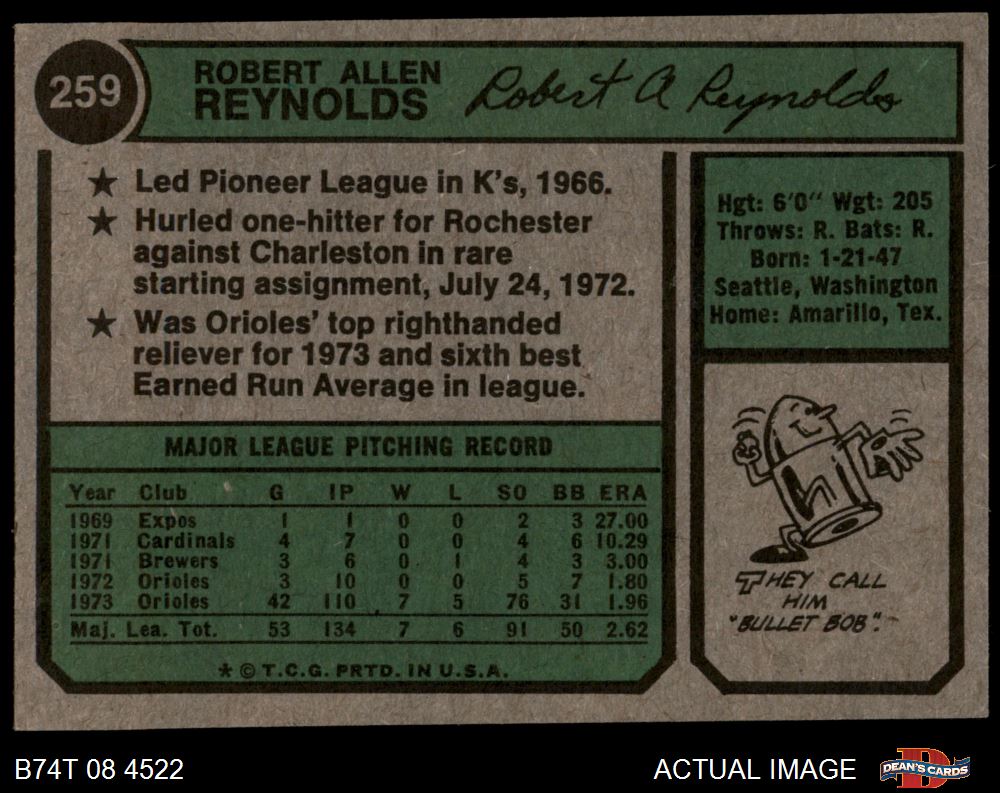 259
ROBERT ALLEN
REYNOLDS
Robert A Reynolds
★ Led Pioneer League in K's, 1966.
★ Hurled one-hitter for Rochester
against Charleston in rare
starting assignment, July 24, 1972.
★ Was Orioles' top righthanded
reliever for 1973 and sixth best
Earned Run Average in league.
Hgt: 6'0" Wgt: 205
Throws: R. Bats: R.
Born: 1-21-47
Seattle, Washington
Home: Amarillo, Tex.
MAJOR LEAGUE PITCHING RECORD
Year Club G IP W L SO BB ERA
1969 Expos 1 1 0 0 2 3 27.00
1971 Cardinals 4 7 0 0 4 6 10.29
1971 Brewers 3 6 0 1 4 3 3.00
1972 Orioles 3 10 0 0 5 7 1.80
1973 Orioles 42 110 7 5 76 31 1.96
Maj. Lea. Tot. 53 134 7 6 91 50 2.62
* © T.C.G. PRTD. IN U.S.A.
THEY CALL
HIM
"BULLET BOB".
B74T 08 4522
ACTUAL IMAGE
DEAN'S CARDS